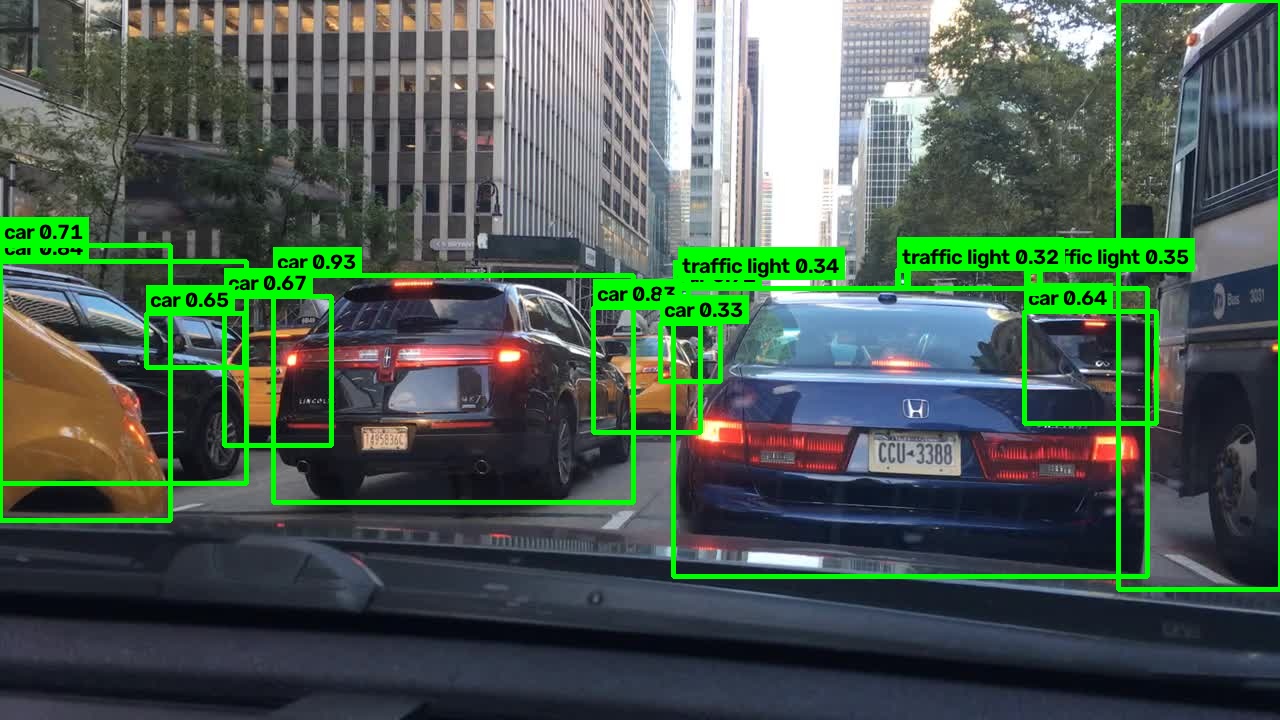 car 0.71
car 0.84
car 0.67
car 0.93
car 0.65
car 0.83
car 0.33
traffic light 0.34
traffic light 0.32
ffic light 0.35
car 0.64
LINCOLN
MKT
T495836C
CCU 3388
Bus 3031